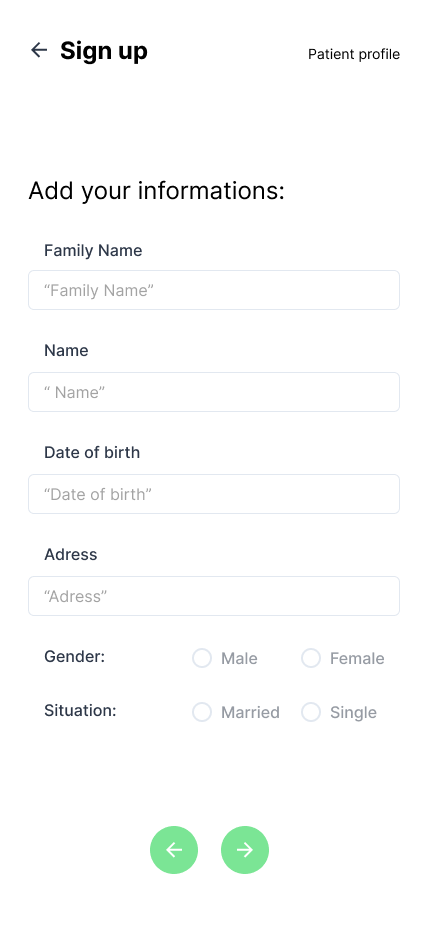 Sign up
Patient profile
Add your informations:
Family Name
“Family Name”
Name
“ Name”
Date of birth
“Date of birth”
Adress
“Adress”
Gender: Male Female
Situation: Married Single